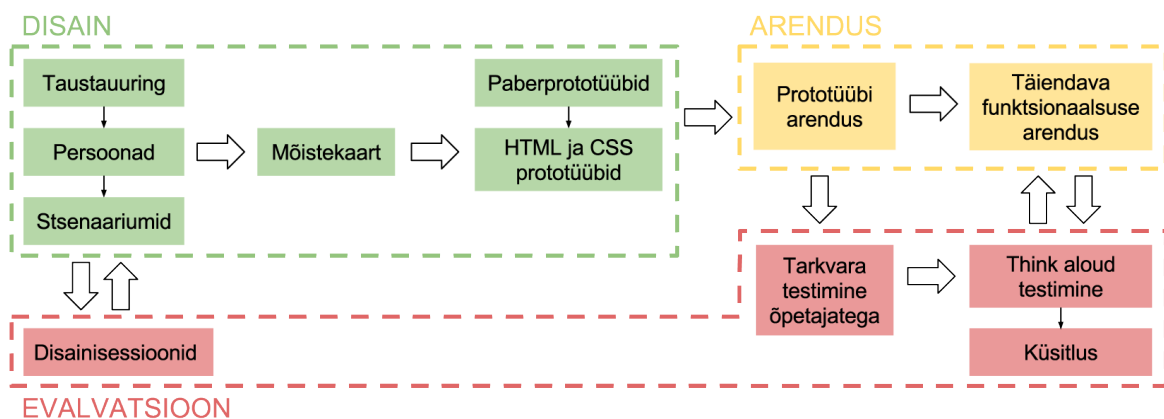 DISAIN
Taustauuring
Persoonad
Stsenaariumid
Mõistekaart
Paberprototüübid
HTML ja CSS
prototüübid
ARENDUS
Prototüübi
arendus
Täiendava
funktsionaalsuse
arendus
Disainisessioonid
Tarkvara
testimine
õpetajatega
Think aloud
testimine
Küsitlus
EVALVATSIOON